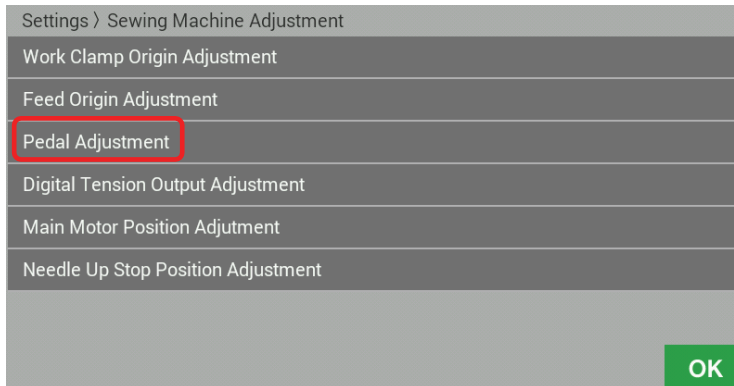 Settings 〉 Sewing Machine Adjustment
Work Clamp Origin Adjustment
Feed Origin Adjustment
Pedal Adjustment
Digital Tension Output Adjustment
Main Motor Position Adjutment
Needle Up Stop Position Adjustment
OK